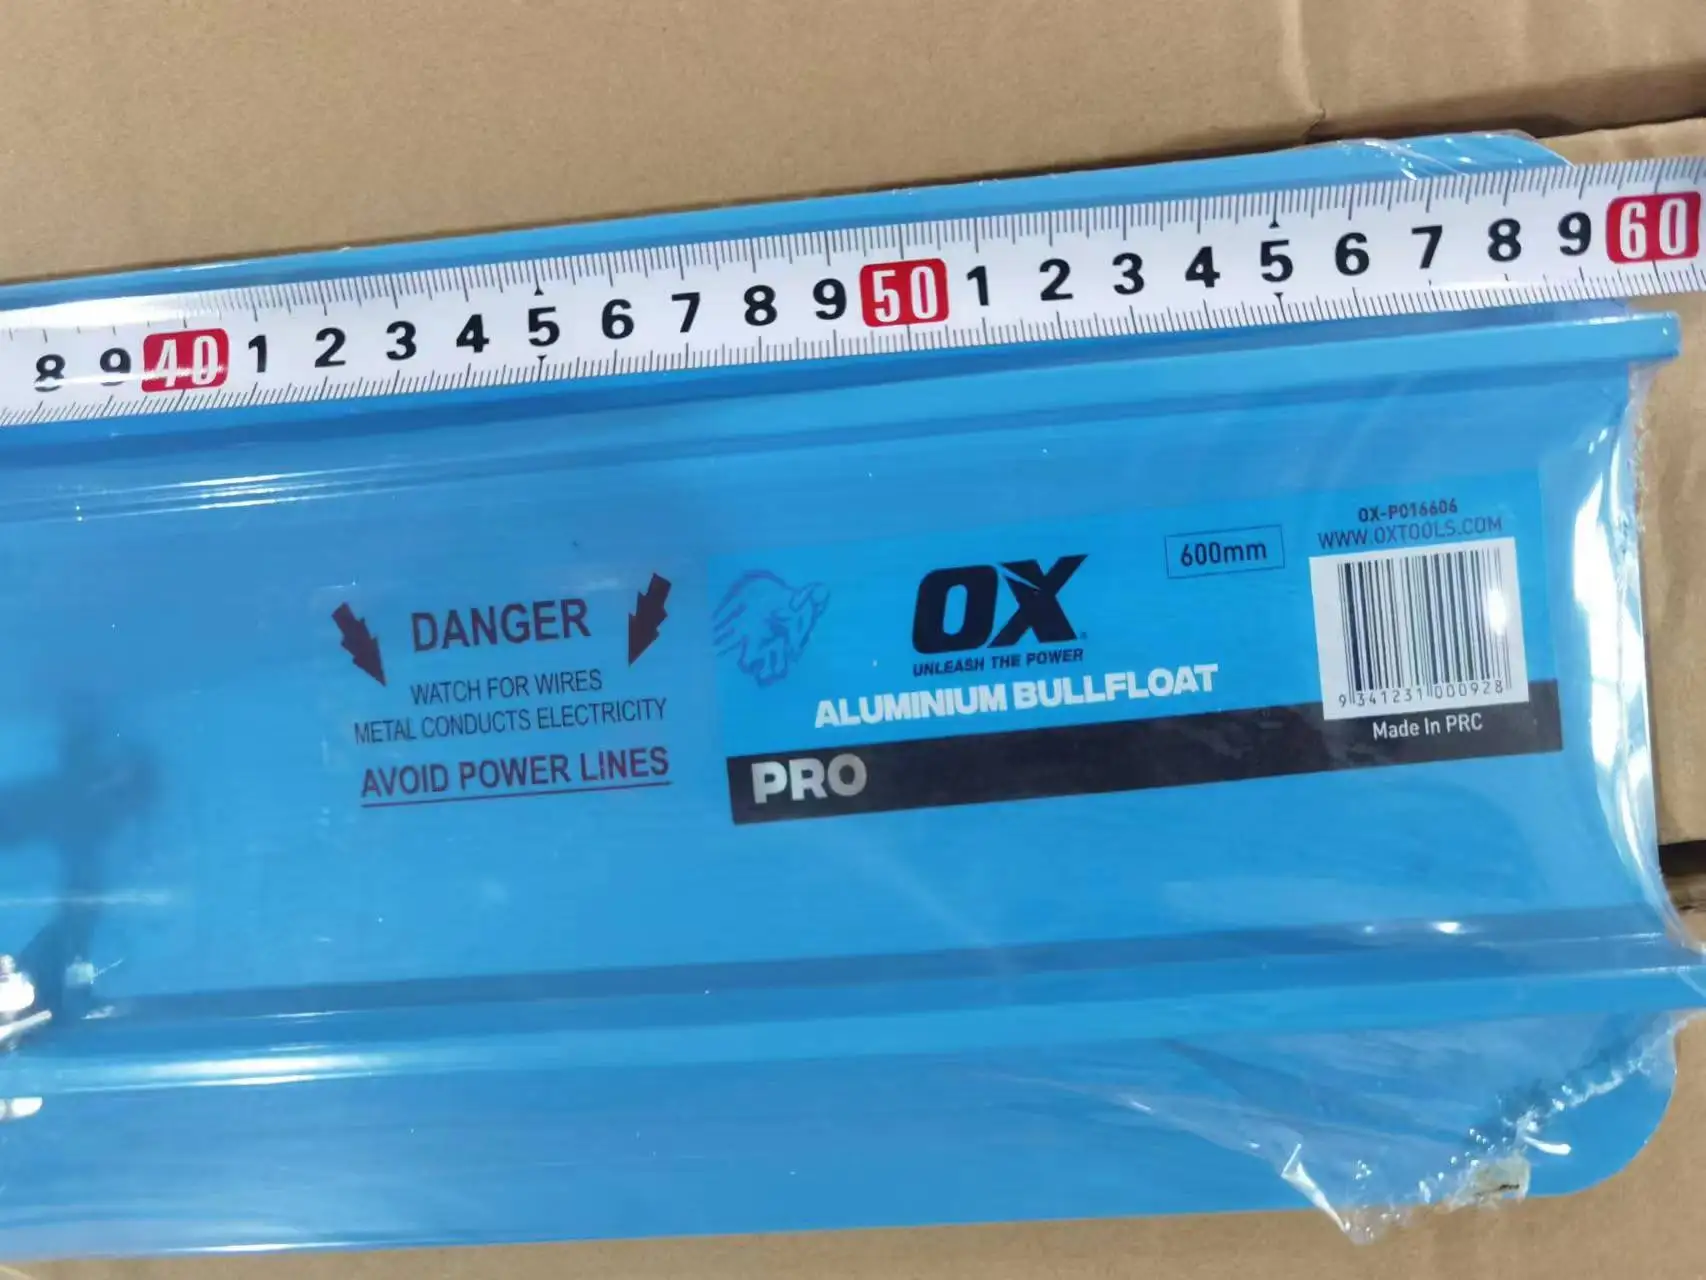 8 9 40 1 2 3 4 5 6 7 8 9 50 1 2 3 4 5 6 7 8 9 60
OX-P016606
WWW.OXTOOLS.COM
600mm
OX
UNLEASH THE POWER
ALUMINIUM BULLFLOAT
PRO
9 341231 000928
Made In PRC
DANGER
WATCH FOR WIRES
METAL CONDUCTS ELECTRICITY
AVOID POWER LINES